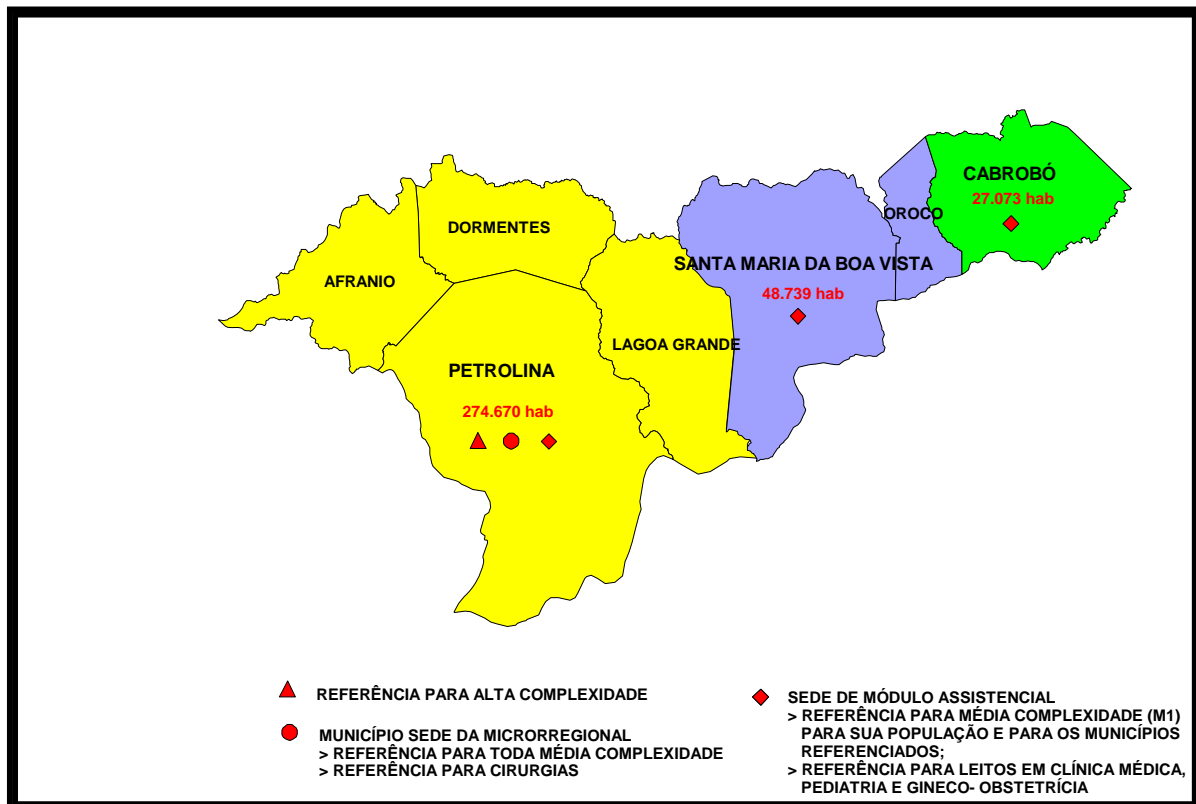 CABROBÓ
27.073 hab
OROCO
DORMENTES
SANTA MARIA DA BOA VISTA
48.739 hab
AFRANIO
LAGOA GRANDE
PETROLINA
274.670 hab
REFERÊNCIA PARA ALTA COMPLEXIDADE
MUNICÍPIO SEDE DA MICRORREGIONAL
> REFERÊNCIA PARA TODA MÉDIA COMPLEXIDADE
> REFERÊNCIA PARA CIRURGIAS
SEDE DE MÓDULO ASSISTENCIAL
> REFERÊNCIA PARA MÉDIA COMPLEXIDADE (M1)
PARA SUA POPULAÇÃO E PARA OS MUNICÍPIOS
REFERENCIADOS;
> REFERÊNCIA PARA LEITOS EM CLÍNICA MÉDICA,
PEDIATRIA E GINECO- OBSTETRÍCIA